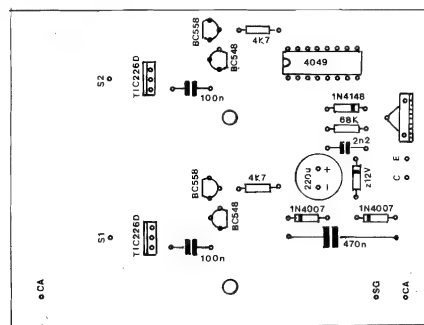 BC558
4K7
BC548
4049
S2
TIC226D
100n
1N4148
68K
2n2
220u
+
−
z12V
C E
BC558
4K7
BC548
1N4007
1N4007
S1
TIC226D
100n
470n
CA
SG
CA